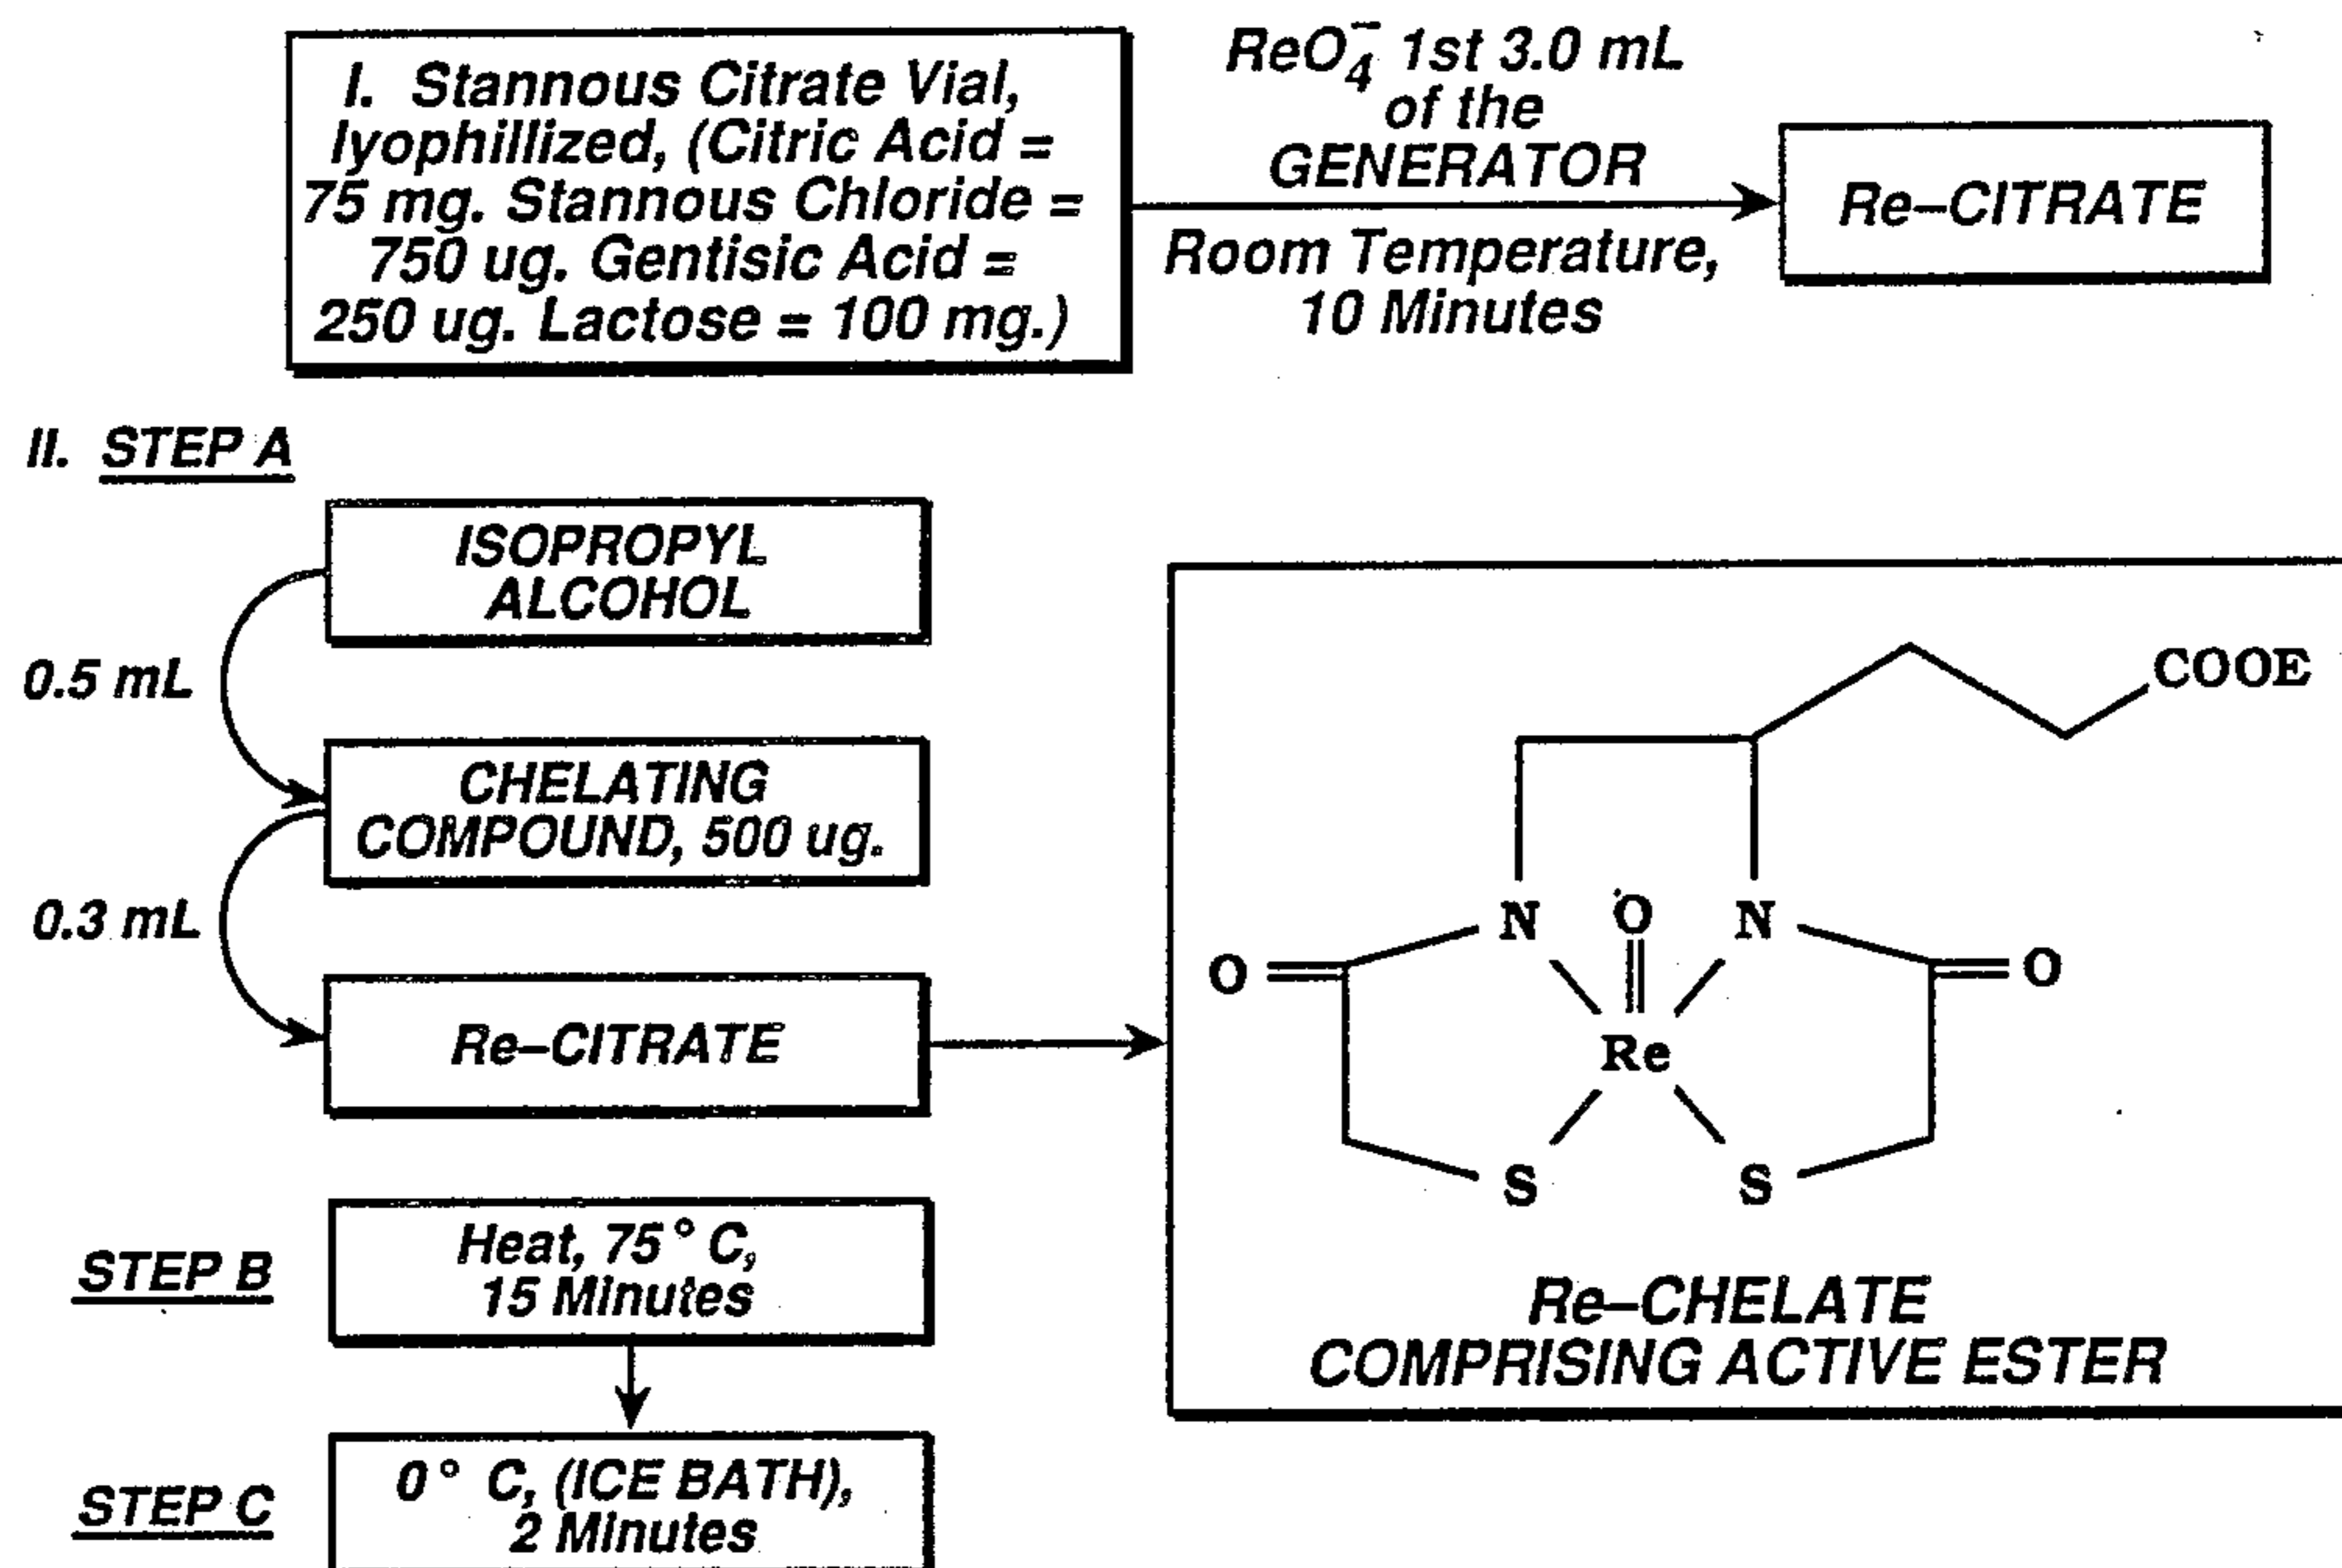 I. Stannous Citrate Vial,
lyophillized, (Citric Acid =
75 mg. Stannous Chloride =
750 ug. Gentisic Acid =
250 ug. Lactose = 100 mg.)
ReO4⁻ 1st 3.0 mL
of the
GENERATOR
Room Temperature,
10 Minutes
Re–CITRATE
II. STEP A
ISOPROPYL
ALCOHOL
0.5 mL
CHELATING
COMPOUND, 500 ug.
0.3 mL
Re–CITRATE
COOE
N O N
O O
Re
S S
Re–CHELATE
COMPRISING ACTIVE ESTER
STEP B
Heat, 75° C,
15 Minutes
STEP C
0° C, (ICE BATH),
2 Minutes